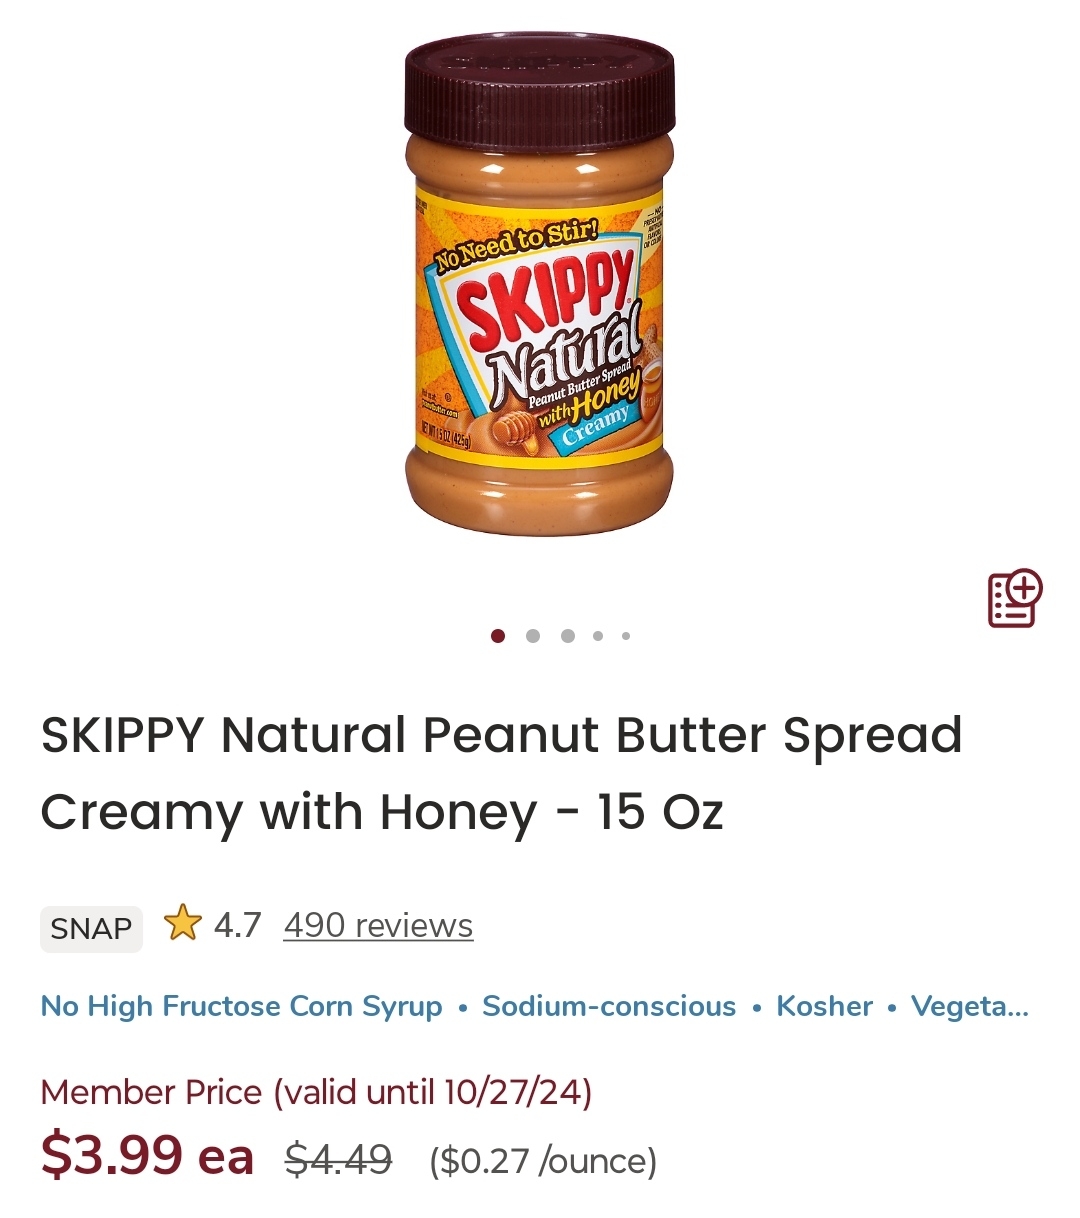 No Need to Stir!
SKIPPY
Natural
Peanut Butter Spread
with Honey
Creamy
NET WT 15 OZ (425g)
SKIPPY Natural Peanut Butter Spread
Creamy with Honey - 15 Oz
SNAP 4.7 490 reviews
No High Fructose Corn Syrup • Sodium-conscious • Kosher • Vegeta...
Member Price (valid until 10/27/24)
$3.99 ea $4.49 ($0.27 /ounce)